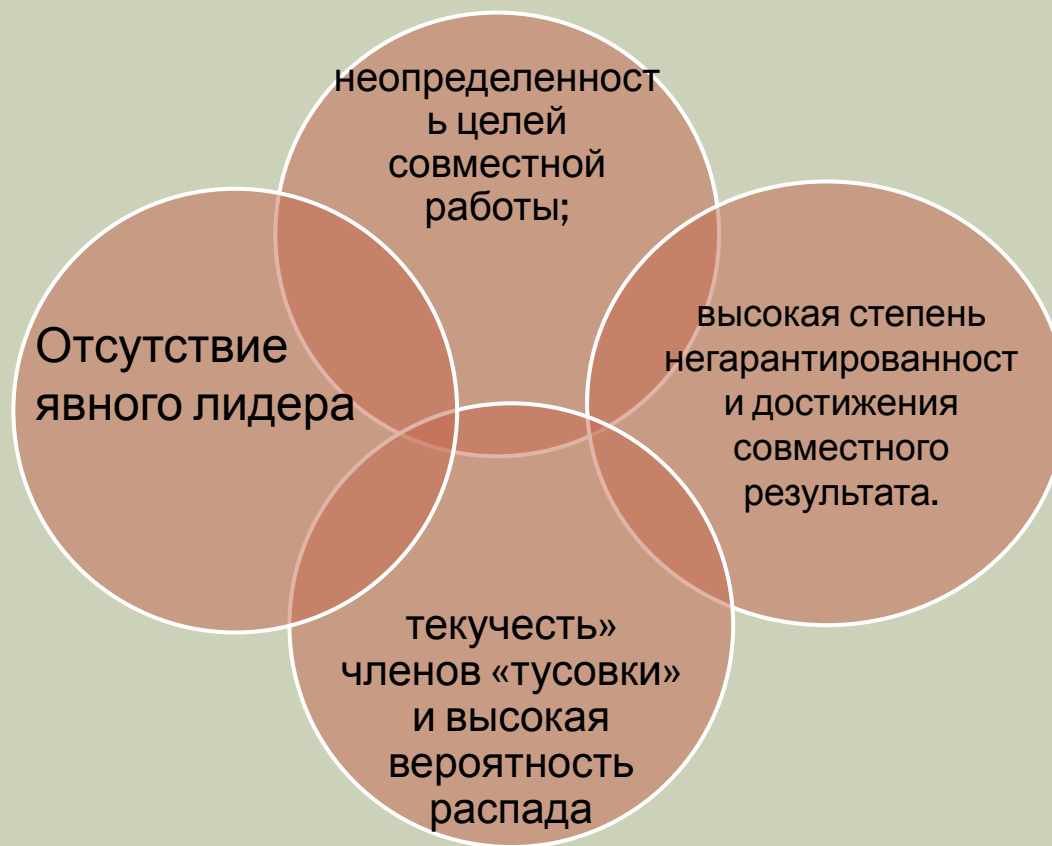 неопределенност
ь целей
совместной
работы;
Отсутствие
явного лидера
высокая степень
негарантированност
и достижения
совместного
результата.
текучесть»
членов «тусовки»
и высокая
вероятность
распада